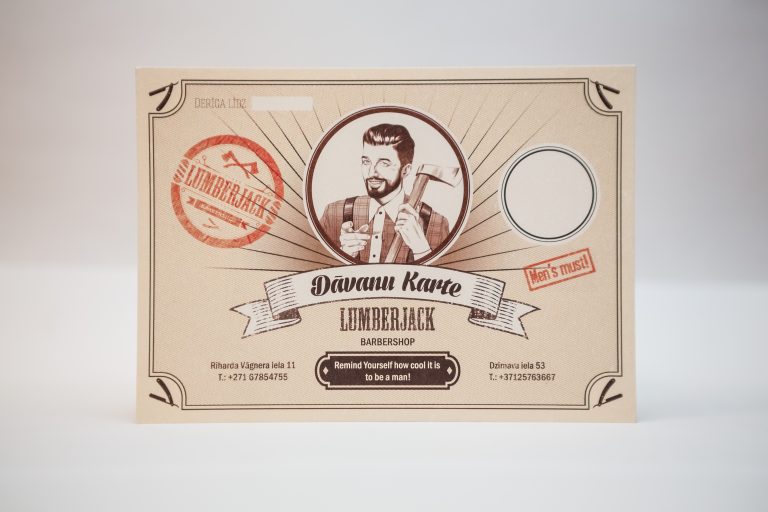 DERĪGA LĪDZ
LUMBERJACK
Men's must!
Dāvanu Karte
LUMBERJACK
BARBERSHOP
Riharda Vāgnera iela 11
T.: +271 67854755
Remind Yourself how cool it is
to be a man!
Dzirnavu iela 53
T.: +37125763667